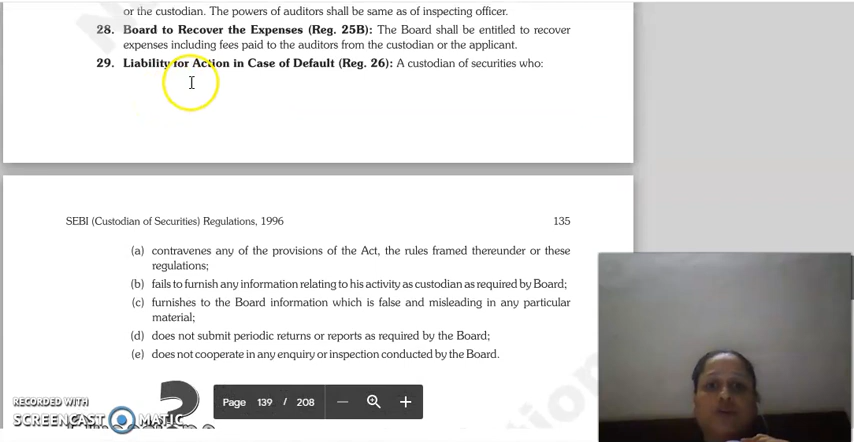 or the custodian. The powers of auditors shall be same as of inspecting officer.
28. Board to Recover the Expenses (Reg. 25B): The Board shall be entitled to recover
expenses including fees paid to the auditors from the custodian or the applicant.
29. Liability for Action in Case of Default (Reg. 26): A custodian of securities who:
SEBI (Custodian of Securities) Regulations, 1996 135
(a) contravenes any of the provisions of the Act, the rules framed thereunder or these
regulations;
(b) fails to furnish any information relating to his activity as custodian as required by Board;
(c) furnishes to the Board information which is false and misleading in any particular
material;
(d) does not submit periodic returns or reports as required by the Board;
(e) does not cooperate in any enquiry or inspection conducted by the Board.
?
Page 139 / 208
RECORDED WITH
SCREENCAST MATIC